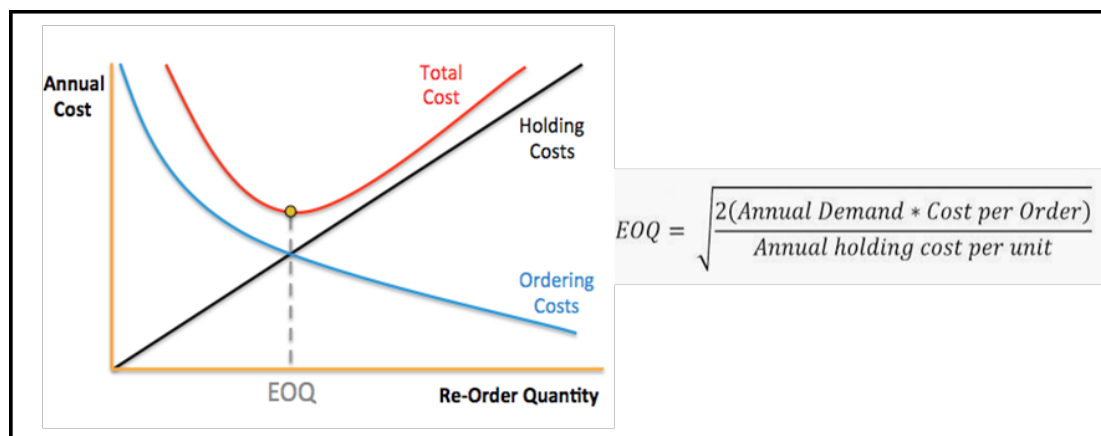 Annual
Cost
Total
Cost
Holding
Costs
Ordering
Costs
EOQ
Re-Order Quantity
EOQ = √
2(Annual Demand * Cost per Order)
Annual holding cost per unit